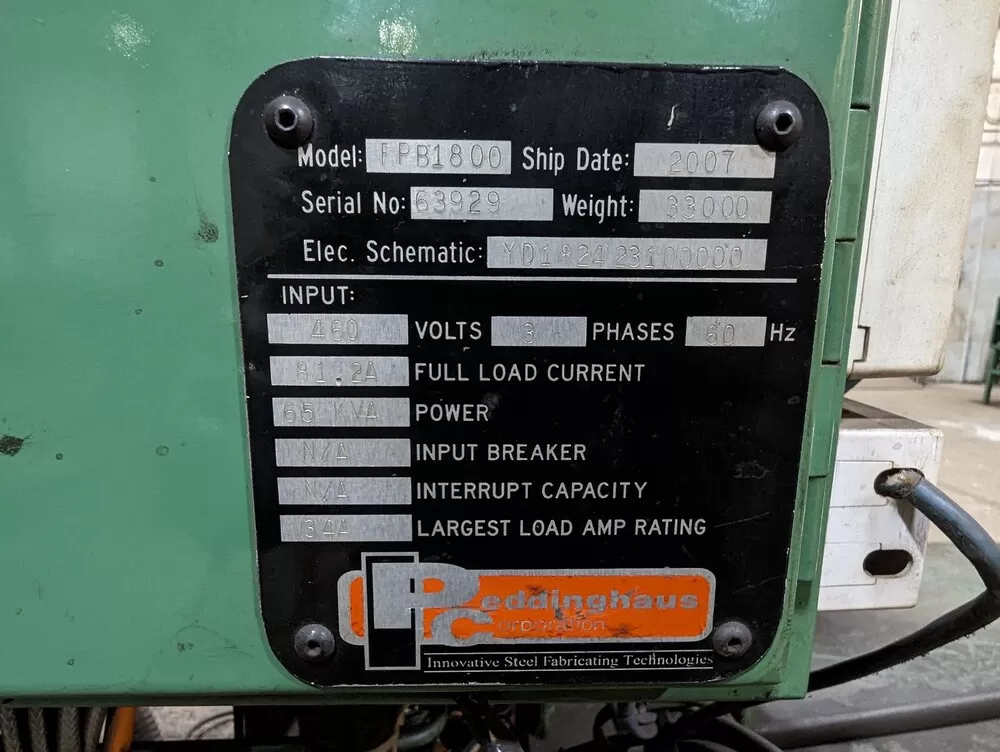 Model: FPB1800 Ship Date: 2007
Serial No: 63929 Weight: 33000
Elec. Schematic: YD182423100000
INPUT:
460 VOLTS 3 PHASES 60 Hz
81.2A FULL LOAD CURRENT
65 KVA POWER
N/A INPUT BREAKER
N/A INTERRUPT CAPACITY
34A LARGEST LOAD AMP RATING
Peddinghaus
Corporation
Innovative Steel Fabricating Technologies